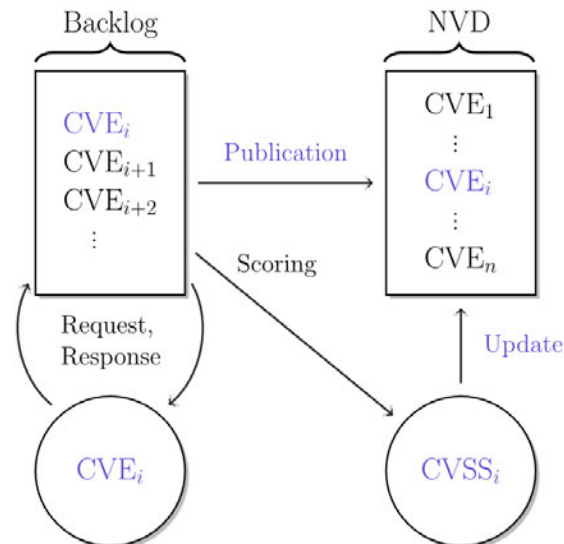 Backlog
NVD
CVE_i
CVE_{i+1}
CVE_{i+2}
⋮
Publication
CVE_1
⋮
CVE_i
⋮
CVE_n
Scoring
Request,
Response
Update
CVE_i
CVSS_i